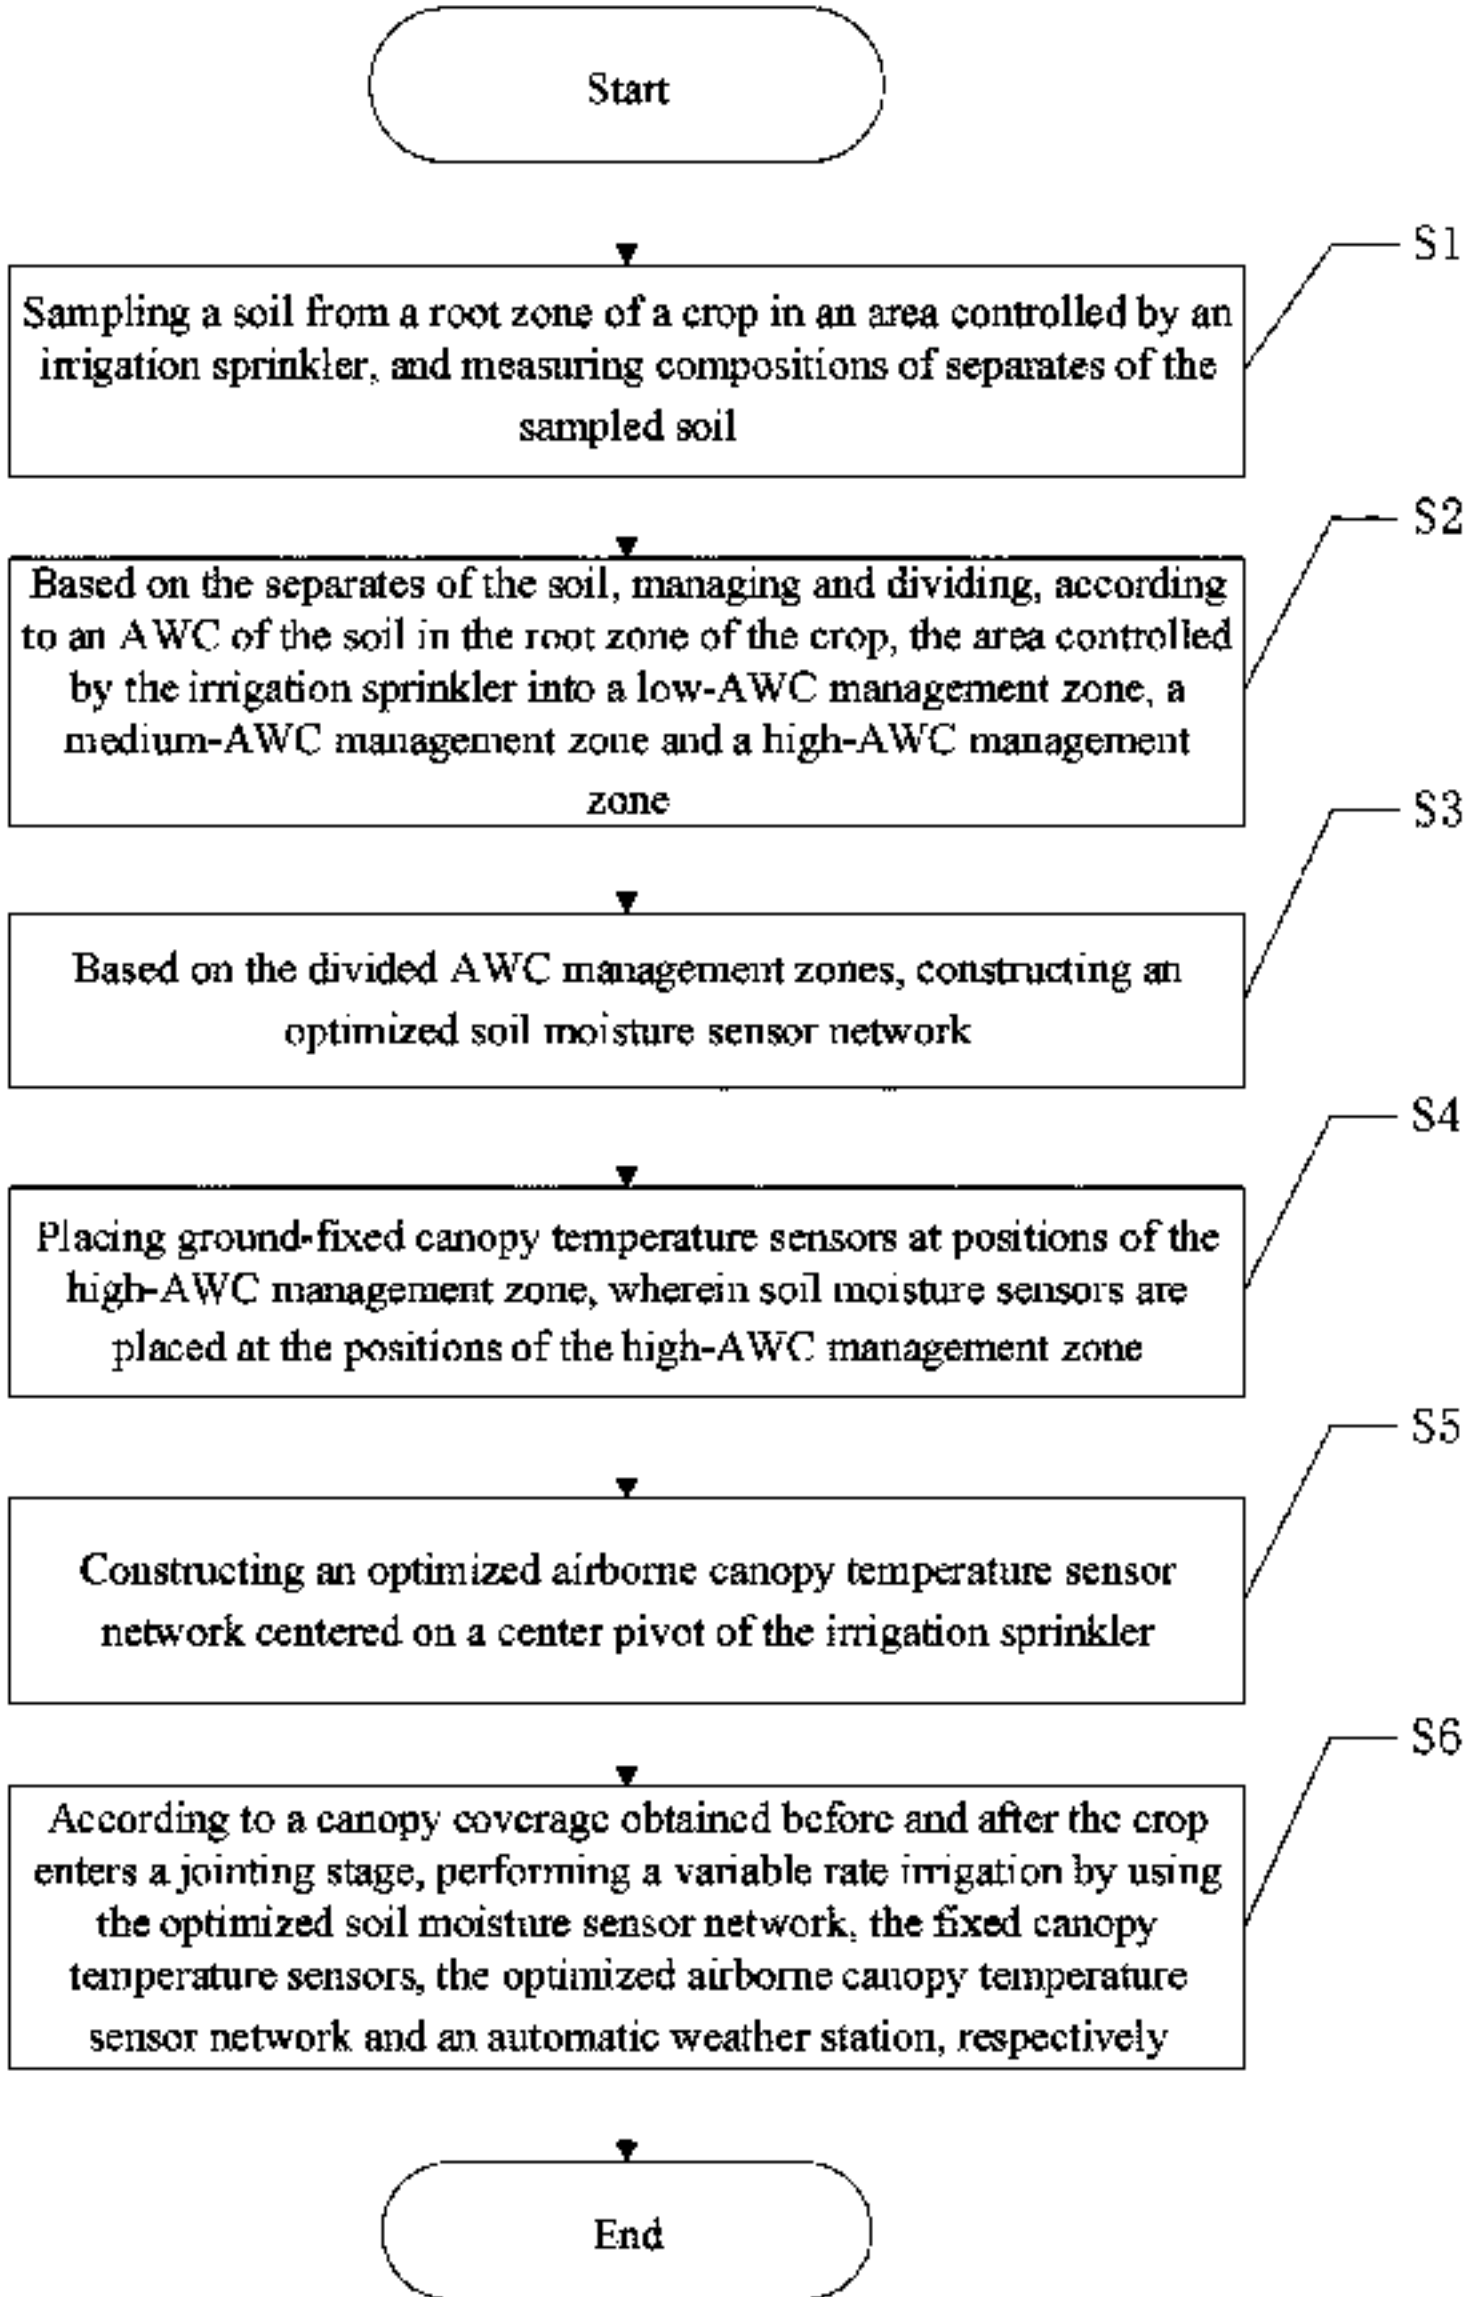 Start
S1
Sampling a soil from a root zone of a crop in an area controlled by an
irrigation sprinkler, and measuring compositions of separates of the
sampled soil
S2
Based on the separates of the soil, managing and dividing, according
to an AWC of the soil in the root zone of the crop, the area controlled
by the irrigation sprinkler into a low-AWC management zone, a
medium-AWC management zone and a high-AWC management
zone
S3
Based on the divided AWC management zones, constructing an
optimized soil moisture sensor network
S4
Placing ground-fixed canopy temperature sensors at positions of the
high-AWC management zone, wherein soil moisture sensors are
placed at the positions of the high-AWC management zone
S5
Constructing an optimized airborne canopy temperature sensor
network centered on a center pivot of the irrigation sprinkler
S6
According to a canopy coverage obtained before and after the crop
enters a jointing stage, performing a variable rate irrigation by using
the optimized soil moisture sensor network, the fixed canopy
temperature sensors, the optimized airborne canopy temperature
sensor network and an automatic weather station, respectively
End